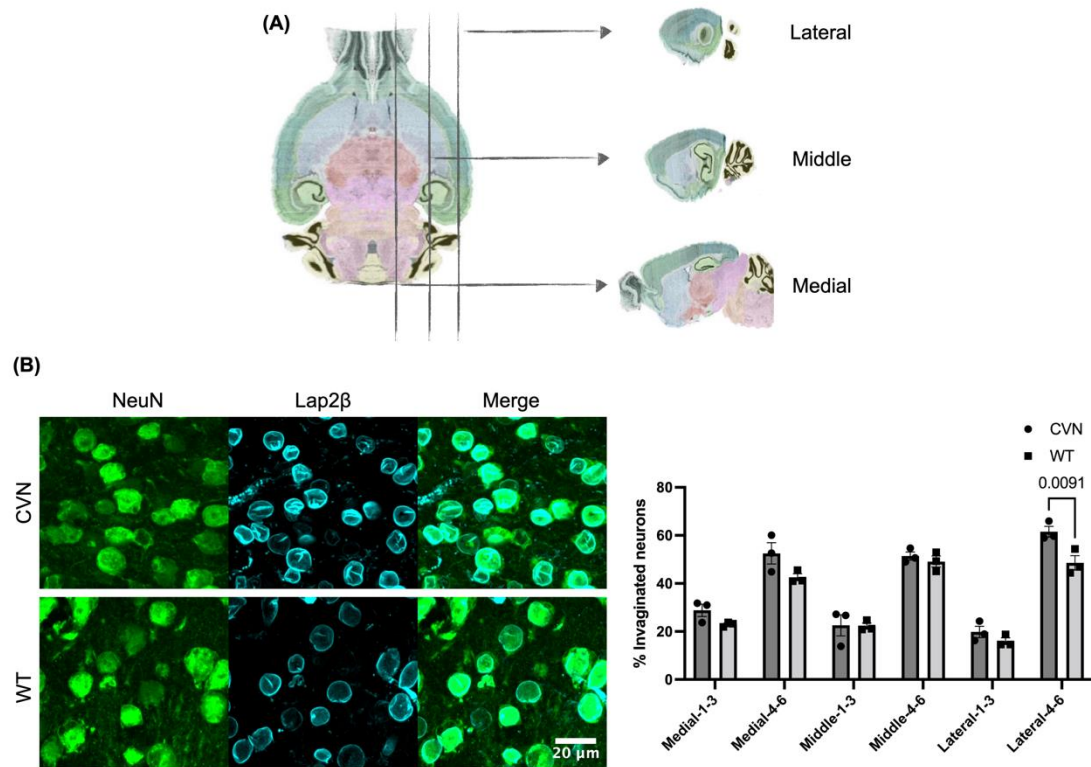 (A)
Lateral
Middle
Medial
(B)
NeuN
Lap2β
Merge
CVN
WT
20 µm
CVN
WT
0.0091
% Invaginated neurons
80
60
40
20
0
Medial-1-3
Medial-4-6
Middle-1-3
Middle-4-6
Lateral-1-3
Lateral-4-6